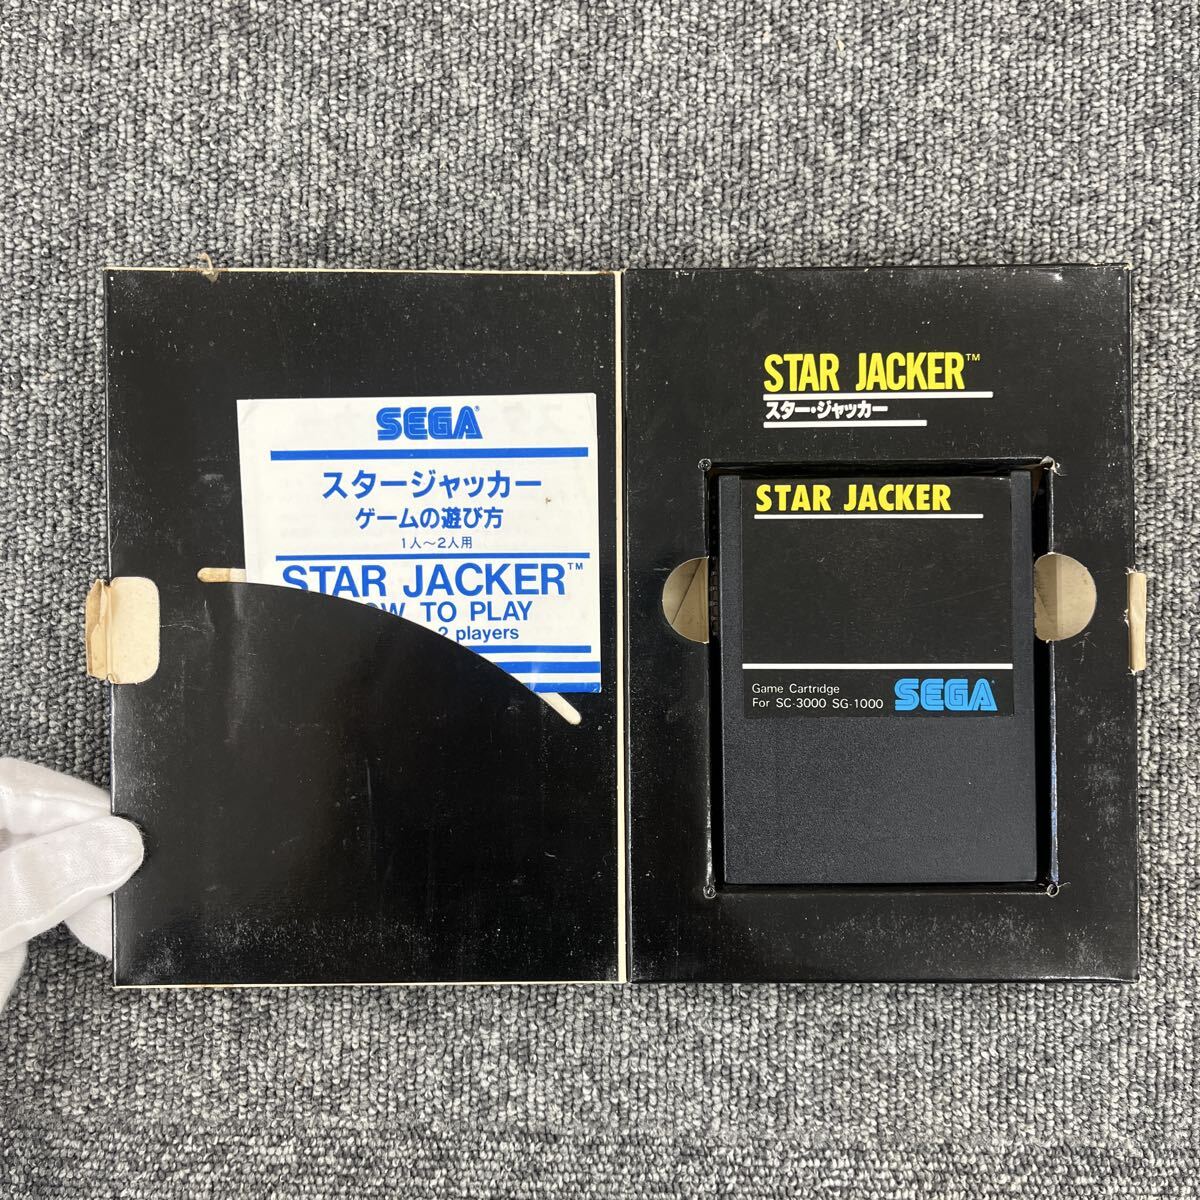 SEGA®
スタージャッカー
ゲームの遊び方
1人〜2人用
STAR JACKER™
TO PLAY
2 players
STAR JACKER™
スター・ジャッカー
STAR JACKER
Game Cartridge
For SC-3000 SG-1000
SEGA